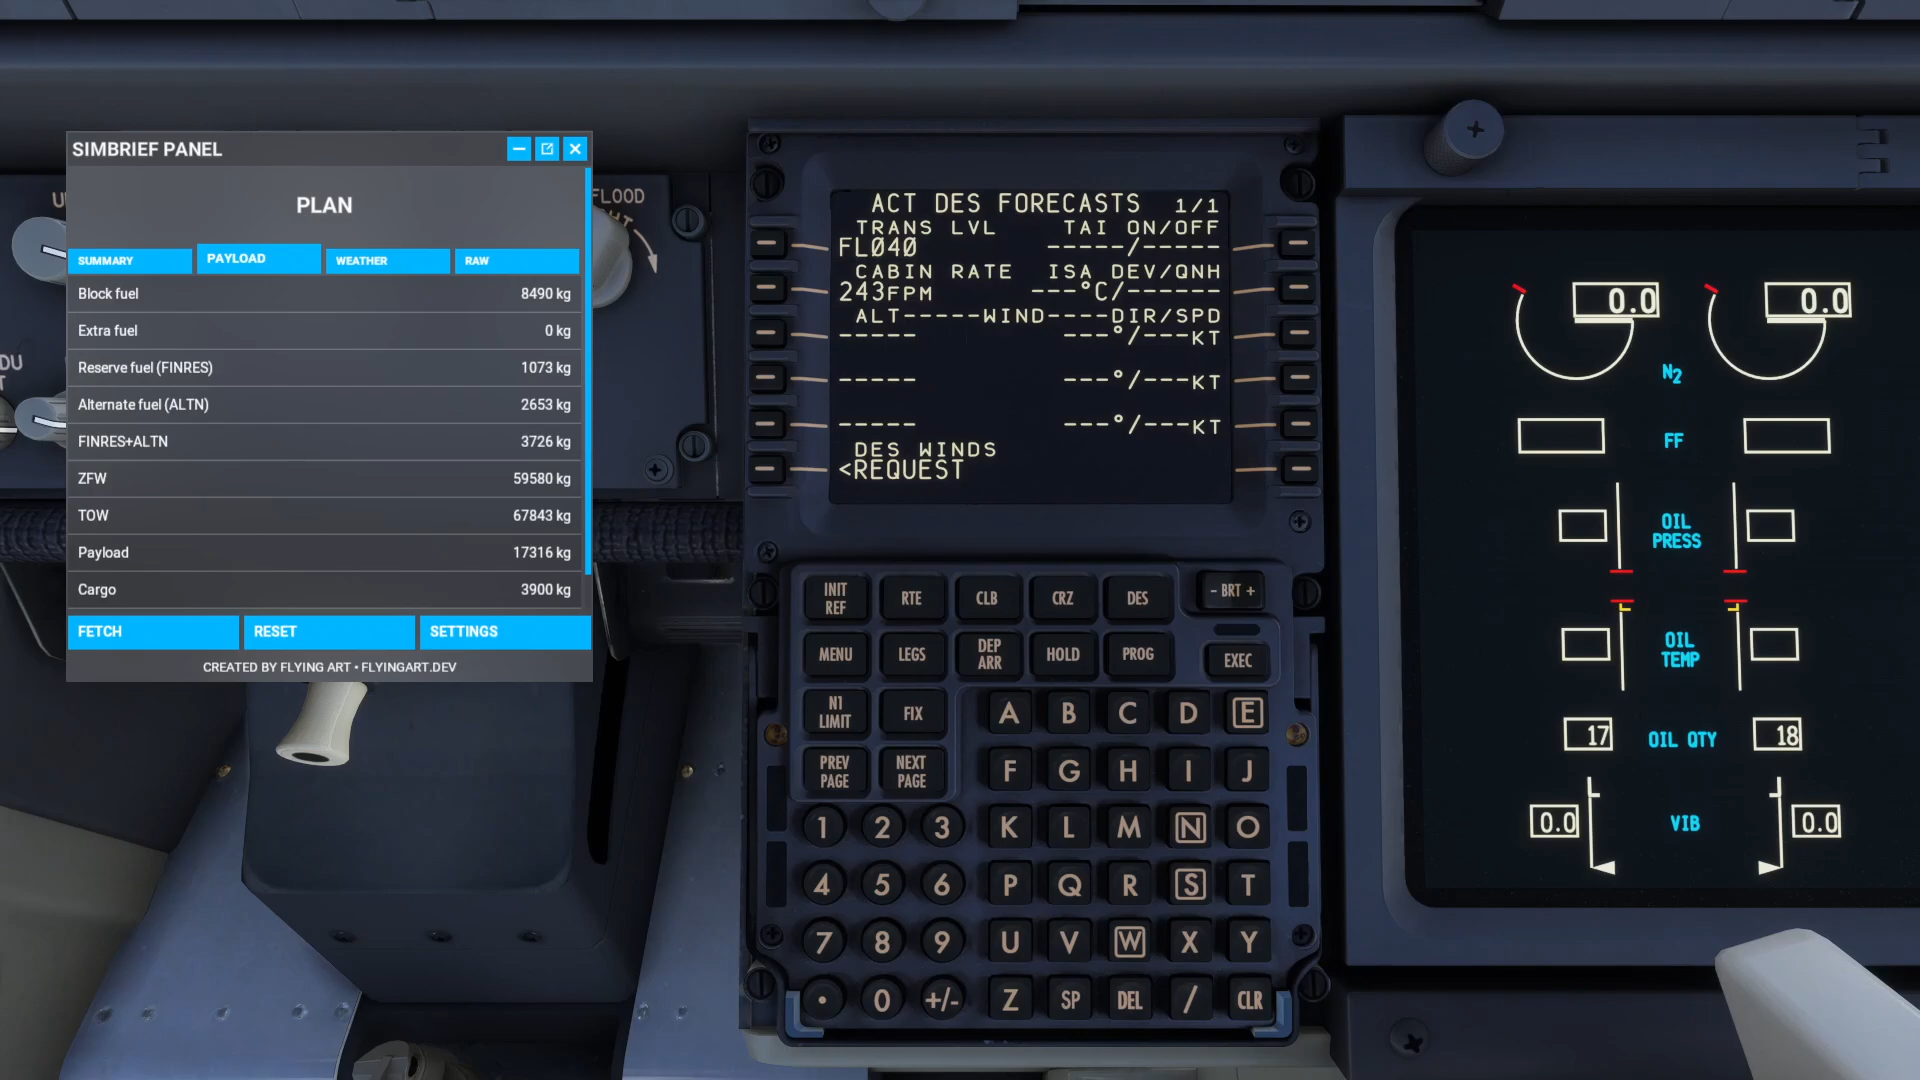 SIMBRIEF PANEL
PLAN
SUMMARY PAYLOAD WEATHER RAW
Block fuel 8490 kg
Extra fuel 0 kg
Reserve fuel (FINRES) 1073 kg
Alternate fuel (ALTN) 2653 kg
FINRES+ALTN 3726 kg
ZFW 59580 kg
TOW 67843 kg
Payload 17316 kg
Cargo 3900 kg
FETCH RESET SETTINGS
CREATED BY FLYING ART • FLYINGART.DEV
FLOOD
DU
ACT DES FORECASTS 1/1
TRANS LVL TAI ON/OFF
FL040 -----/-----
CABIN RATE ISA DEV/QNH
243FPM ---°C/------
ALT-----WIND----DIR/SPD
----- ---°/---KT
----- ---°/---KT
----- ---°/---KT
DES WINDS
<REQUEST
INIT REF RTE CLB CRZ DES - BRT +
MENU LEGS DEP ARR HOLD PROG EXEC
N1 LIMIT FIX A B C D E
PREV PAGE NEXT PAGE F G H I J
1 2 3 K L M N O
4 5 6 P Q R S T
7 8 9 U V W X Y
. 0 +/- Z SP DEL / CLR
0.0 0.0
N2
FF
OIL PRESS
OIL TEMP
17 OIL QTY 18
0.0 VIB 0.0